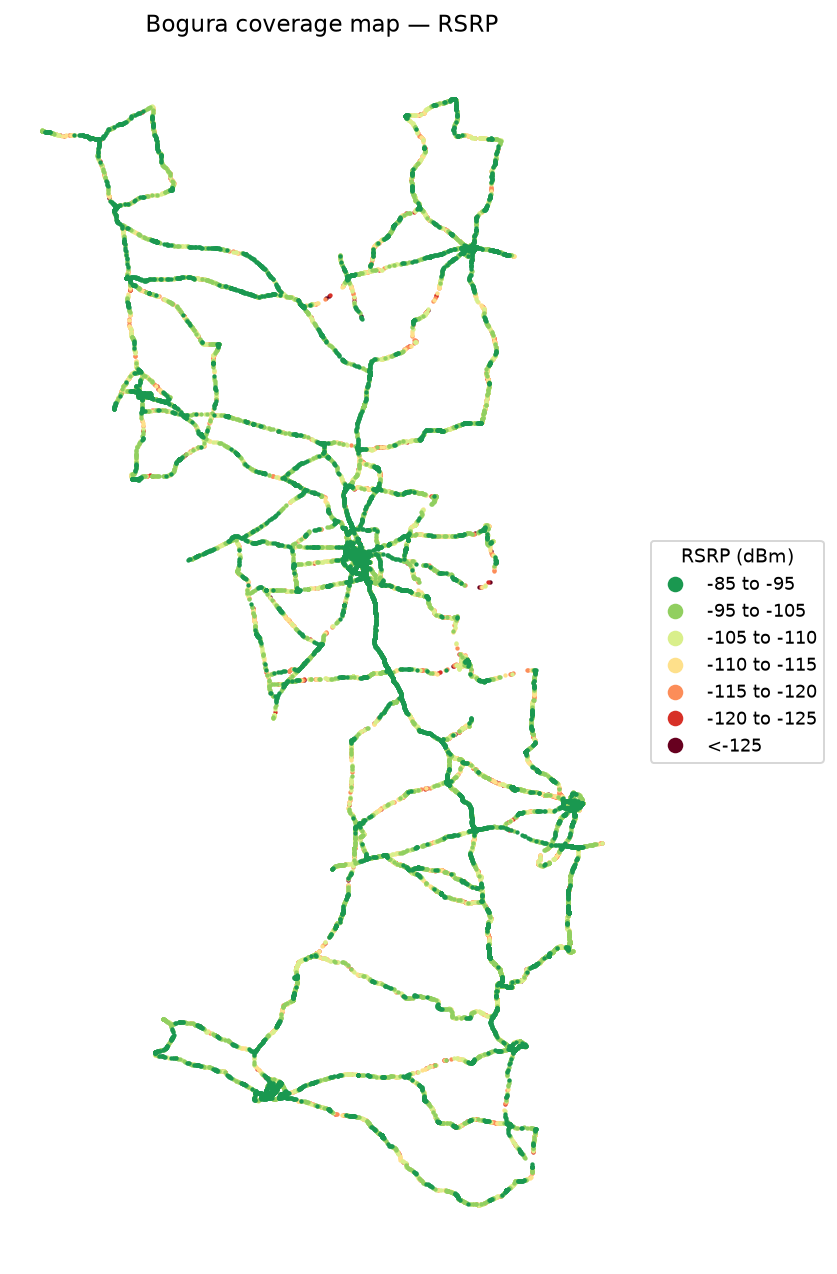 Bogura coverage map — RSRP
RSRP (dBm)
-85 to -95
-95 to -105
-105 to -110
-110 to -115
-115 to -120
-120 to -125
<-125